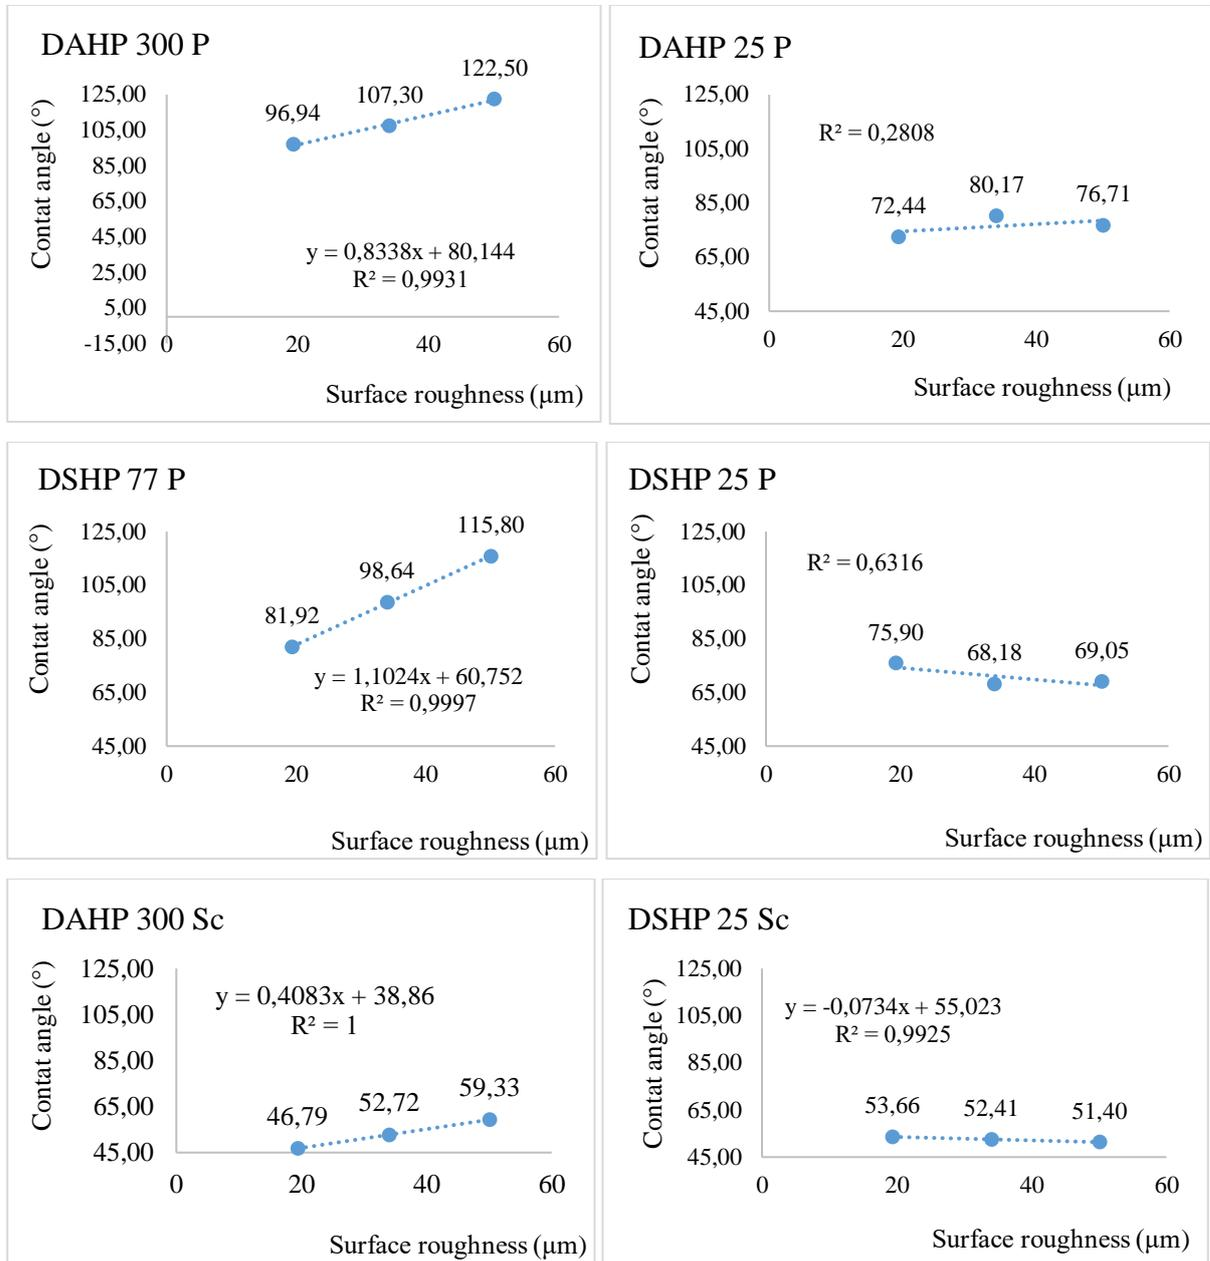 DAHP 300 P
Contat angle (°)
125,00
105,00
85,00
65,00
45,00
25,00
5,00
-15,00
96,94
107,30
122,50
y = 0,8338x + 80,144
R² = 0,9931
0 20 40 60
Surface roughness (μm)
DAHP 25 P
Contat angle (°)
125,00
105,00
85,00
65,00
45,00
R² = 0,2808
72,44
80,17
76,71
0 20 40 60
Surface roughness (μm)
DSHP 77 P
Contat angle (°)
125,00
105,00
85,00
65,00
45,00
81,92
98,64
115,80
y = 1,1024x + 60,752
R² = 0,9997
0 20 40 60
Surface roughness (μm)
DSHP 25 P
Contat angle (°)
125,00
105,00
85,00
65,00
45,00
R² = 0,6316
75,90
68,18
69,05
0 20 40 60
Surface roughness (μm)
DAHP 300 Sc
Contat angle (°)
125,00
105,00
85,00
65,00
45,00
y = 0,4083x + 38,86
R² = 1
46,79
52,72
59,33
0 20 40 60
Surface roughness (μm)
DSHP 25 Sc
Contat angle (°)
125,00
105,00
85,00
65,00
45,00
y = -0,0734x + 55,023
R² = 0,9925
53,66
52,41
51,40
0 20 40 60
Surface roughness (μm)